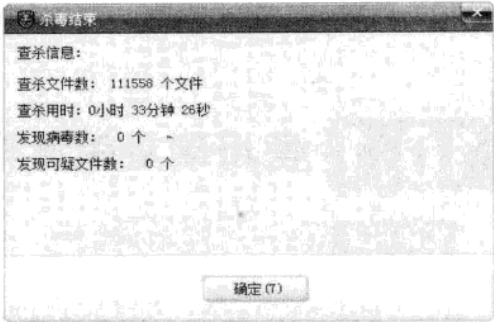 杀毒结束
查杀信息：
查杀文件数： 111558 个文件
查杀用时：0小时 33分钟 26秒
发现病毒数： 0 个
发现可疑文件数： 0 个
确定(7)